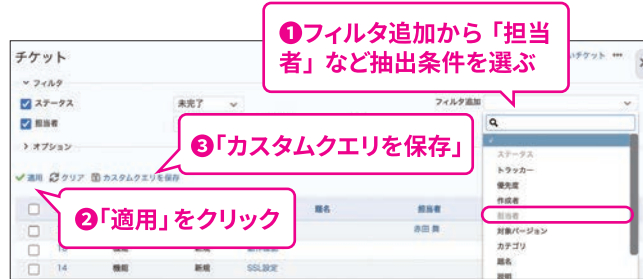 ❶フィルタ追加から「担当
者」など抽出条件を選ぶ
チケット
フィルタ
ステータス
未完了
フィルタ追加
担当者
オプション
❸「カスタムクエリを保存」
適用 クリア カスタムクエリを保存
❷「適用」をクリック
ステータス
トラッカー
優先度
作成者
担当者
対象バージョン
カテゴリ
題名
説明
題名
担当者
赤田 舞
14
機能
新規
SSL設定